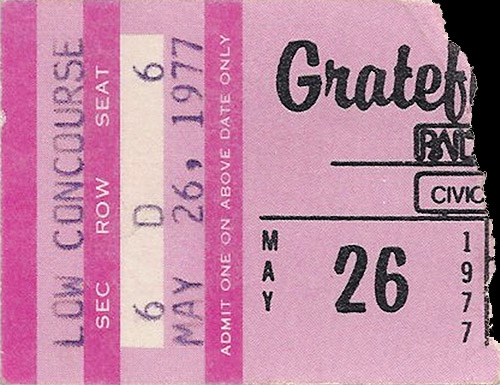 LOW CONCOURSE
SEC ROW SEAT
6 D 6
MAY 26, 1977
ADMIT ONE ON ABOVE DATE ONLY
Gratef
CIVIC
MAY 26 1977